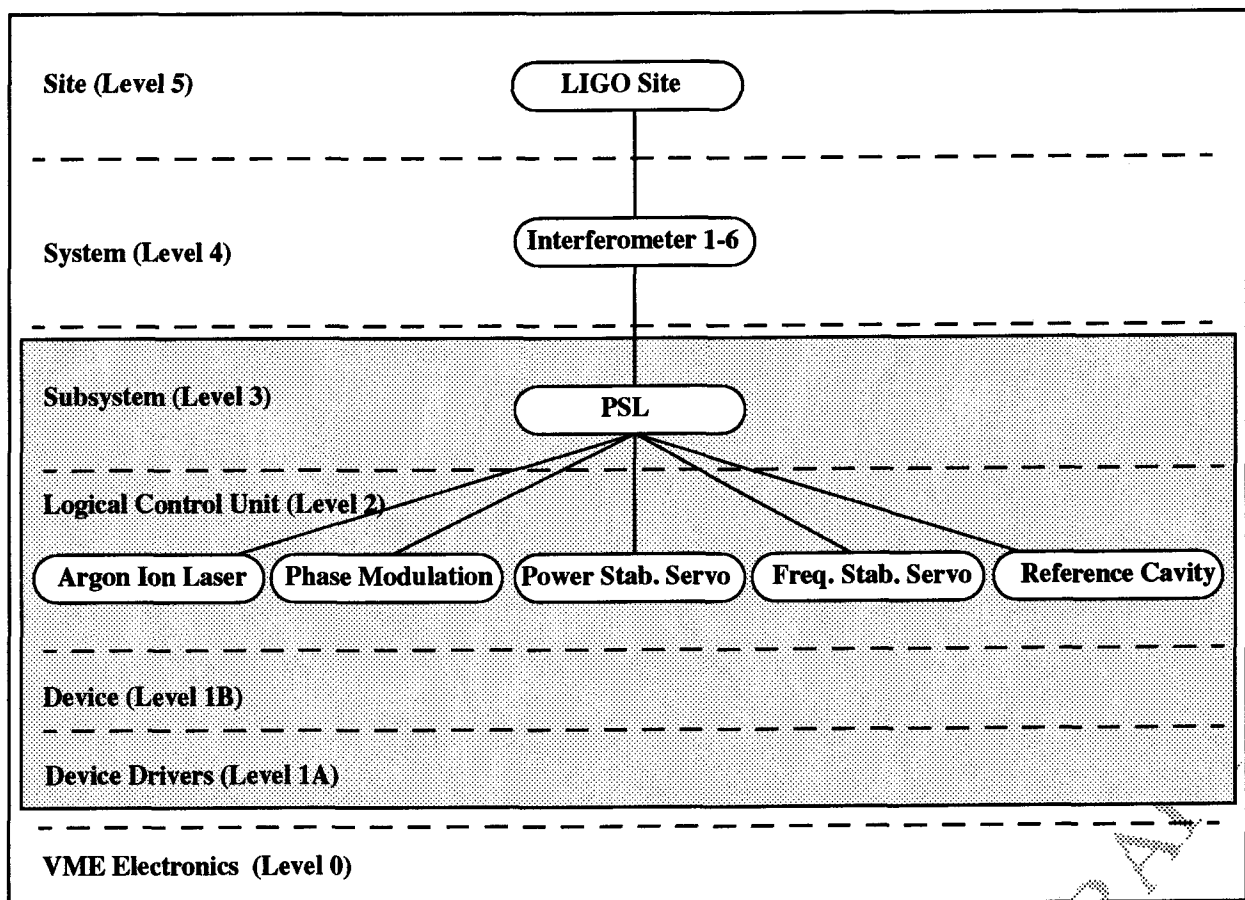 Site (Level 5)
LIGO Site
System (Level 4)
Interferometer 1-6
Subsystem (Level 3)
PSL
Logical Control Unit (Level 2)
Argon Ion Laser
Phase Modulation
Power Stab. Servo
Freq. Stab. Servo
Reference Cavity
Device (Level 1B)
Device Drivers (Level 1A)
VME Electronics (Level 0)